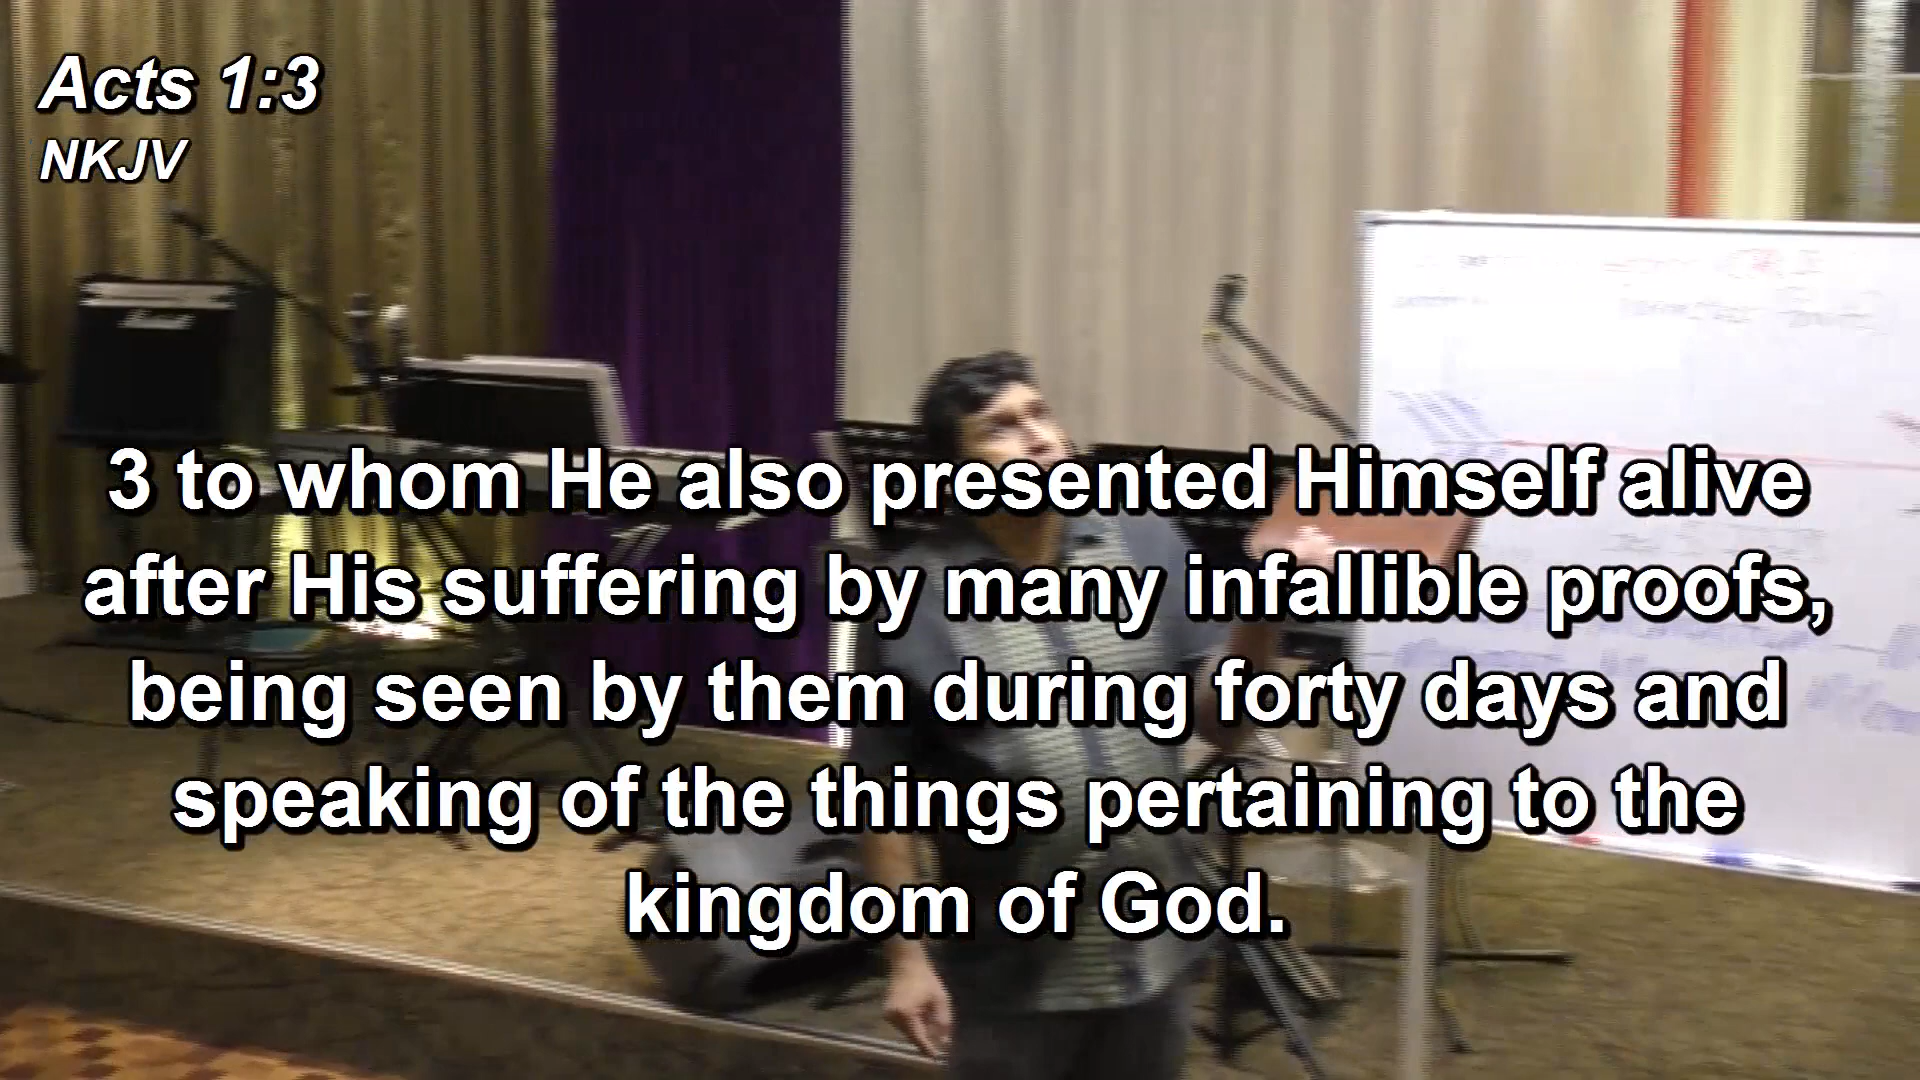 Acts 1:3
NKJV
3 to whom He also presented Himself alive
after His suffering by many infallible proofs,
being seen by them during forty days and
speaking of the things pertaining to the
kingdom of God.